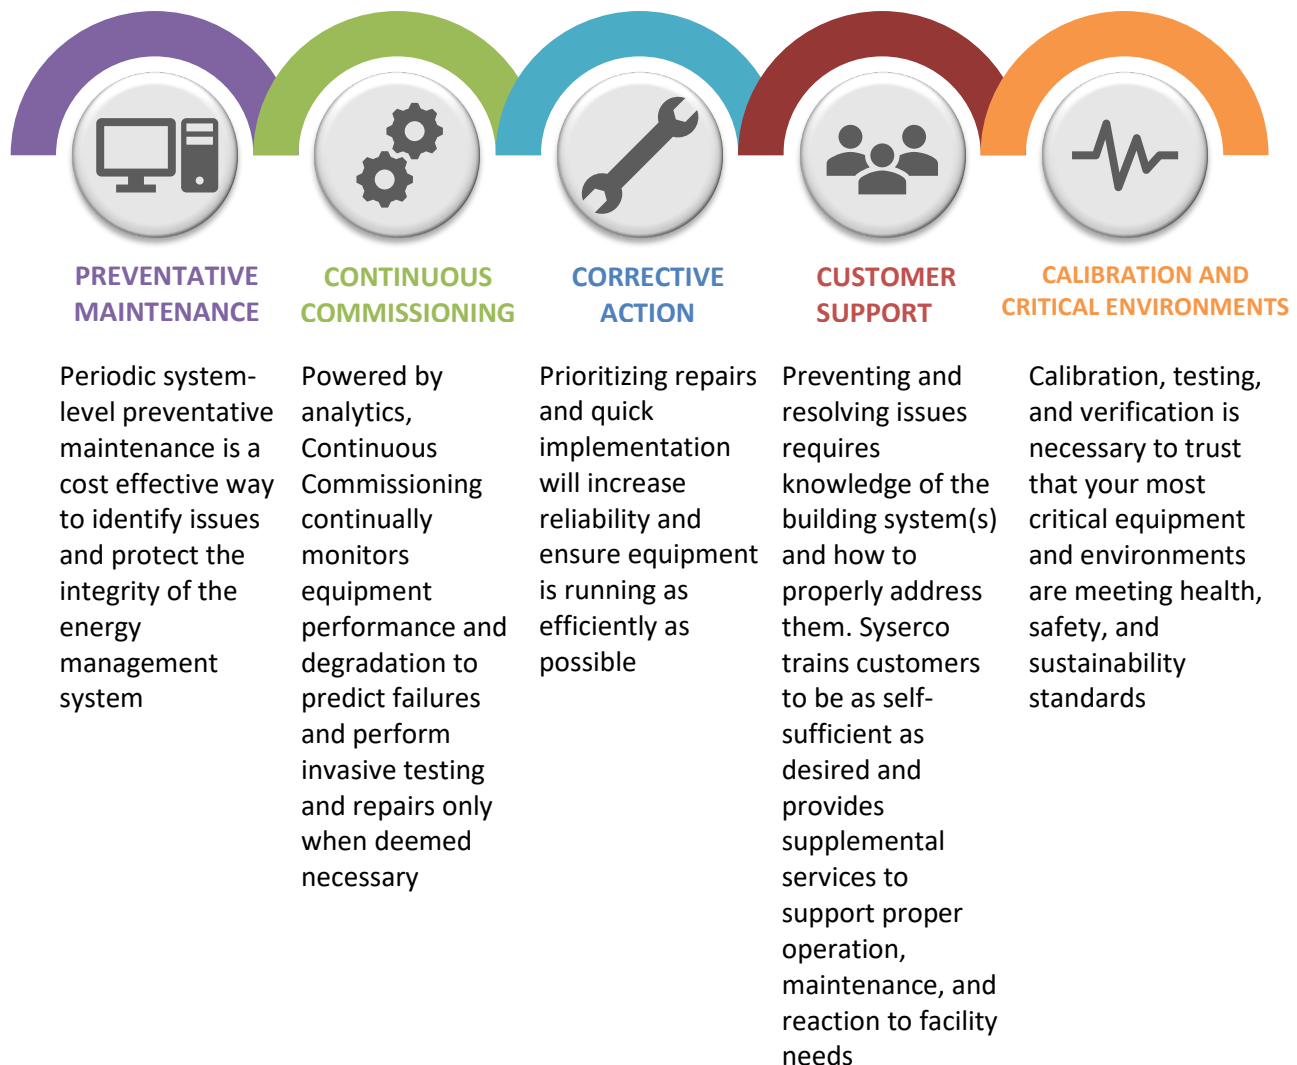 PREVENTATIVE
MAINTENANCE
Periodic system-
level preventative
maintenance is a
cost effective way
to identify issues
and protect the
integrity of the
energy
management
system
CONTINUOUS
COMMISSIONING
Powered by
analytics,
Continuous
Commissioning
continually
monitors
equipment
performance and
degradation to
predict failures
and perform
invasive testing
and repairs only
when deemed
necessary
CORRECTIVE
ACTION
Prioritizing repairs
and quick
implementation
will increase
reliability and
ensure equipment
is running as
efficiently as
possible
CUSTOMER
SUPPORT
Preventing and
resolving issues
requires
knowledge of the
building system(s)
and how to
properly address
them. Syserco
trains customers
to be as self-
sufficient as
desired and
provides
supplemental
services to
support proper
operation,
maintenance, and
reaction to facility
needs
CALIBRATION AND
CRITICAL ENVIRONMENTS
Calibration, testing,
and verification is
necessary to trust
that your most
critical equipment
and environments
are meeting health,
safety, and
sustainability
standards